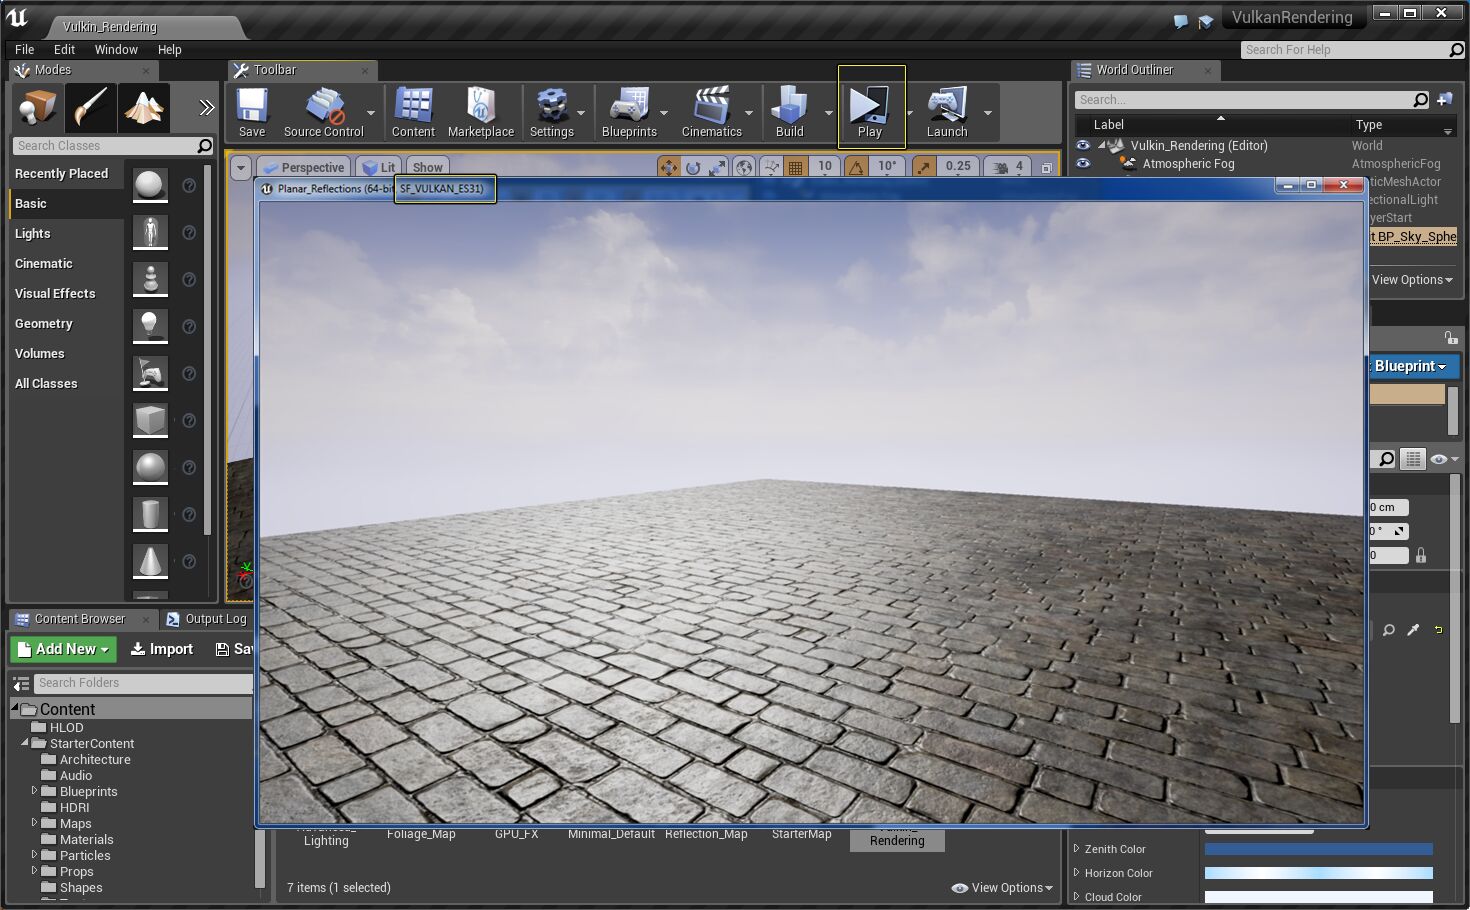 Vulkin_Rendering
VulkanRendering
File Edit Window Help
Search For Help
Modes
Toolbar
World Outliner
Save
Source Control
Content
Marketplace
Settings
Blueprints
Cinematics
Build
Play
Launch
Search Classes
Recently Placed
Basic
Lights
Cinematic
Visual Effects
Geometry
Volumes
All Classes
Perspective
Lit
Show
10
10°
0.25
4
Planar_Reflections (64-bit, SF_VULKAN_ES31)
Search...
Label Type
Vulkin_Rendering (Editor) World
Atmospheric Fog AtmosphericFog
ticMeshActor
ectionalLight
yerStart
t BP_Sky_Sphe
View Options
Blueprint
0 cm
0 °
0
Content Browser
Output Log
Add New
Import
Sav
Search Folders
Content
HLOD
StarterContent
Architecture
Audio
Blueprints
HDRI
Maps
Materials
Particles
Props
Shapes
Advanced_
Lighting
Foliage_Map
GPU_FX
Minimal_Default
Reflection_Map
StarterMap
Vulkin_
Rendering
7 items (1 selected)
View Options
Zenith Color
Horizon Color
Cloud Color